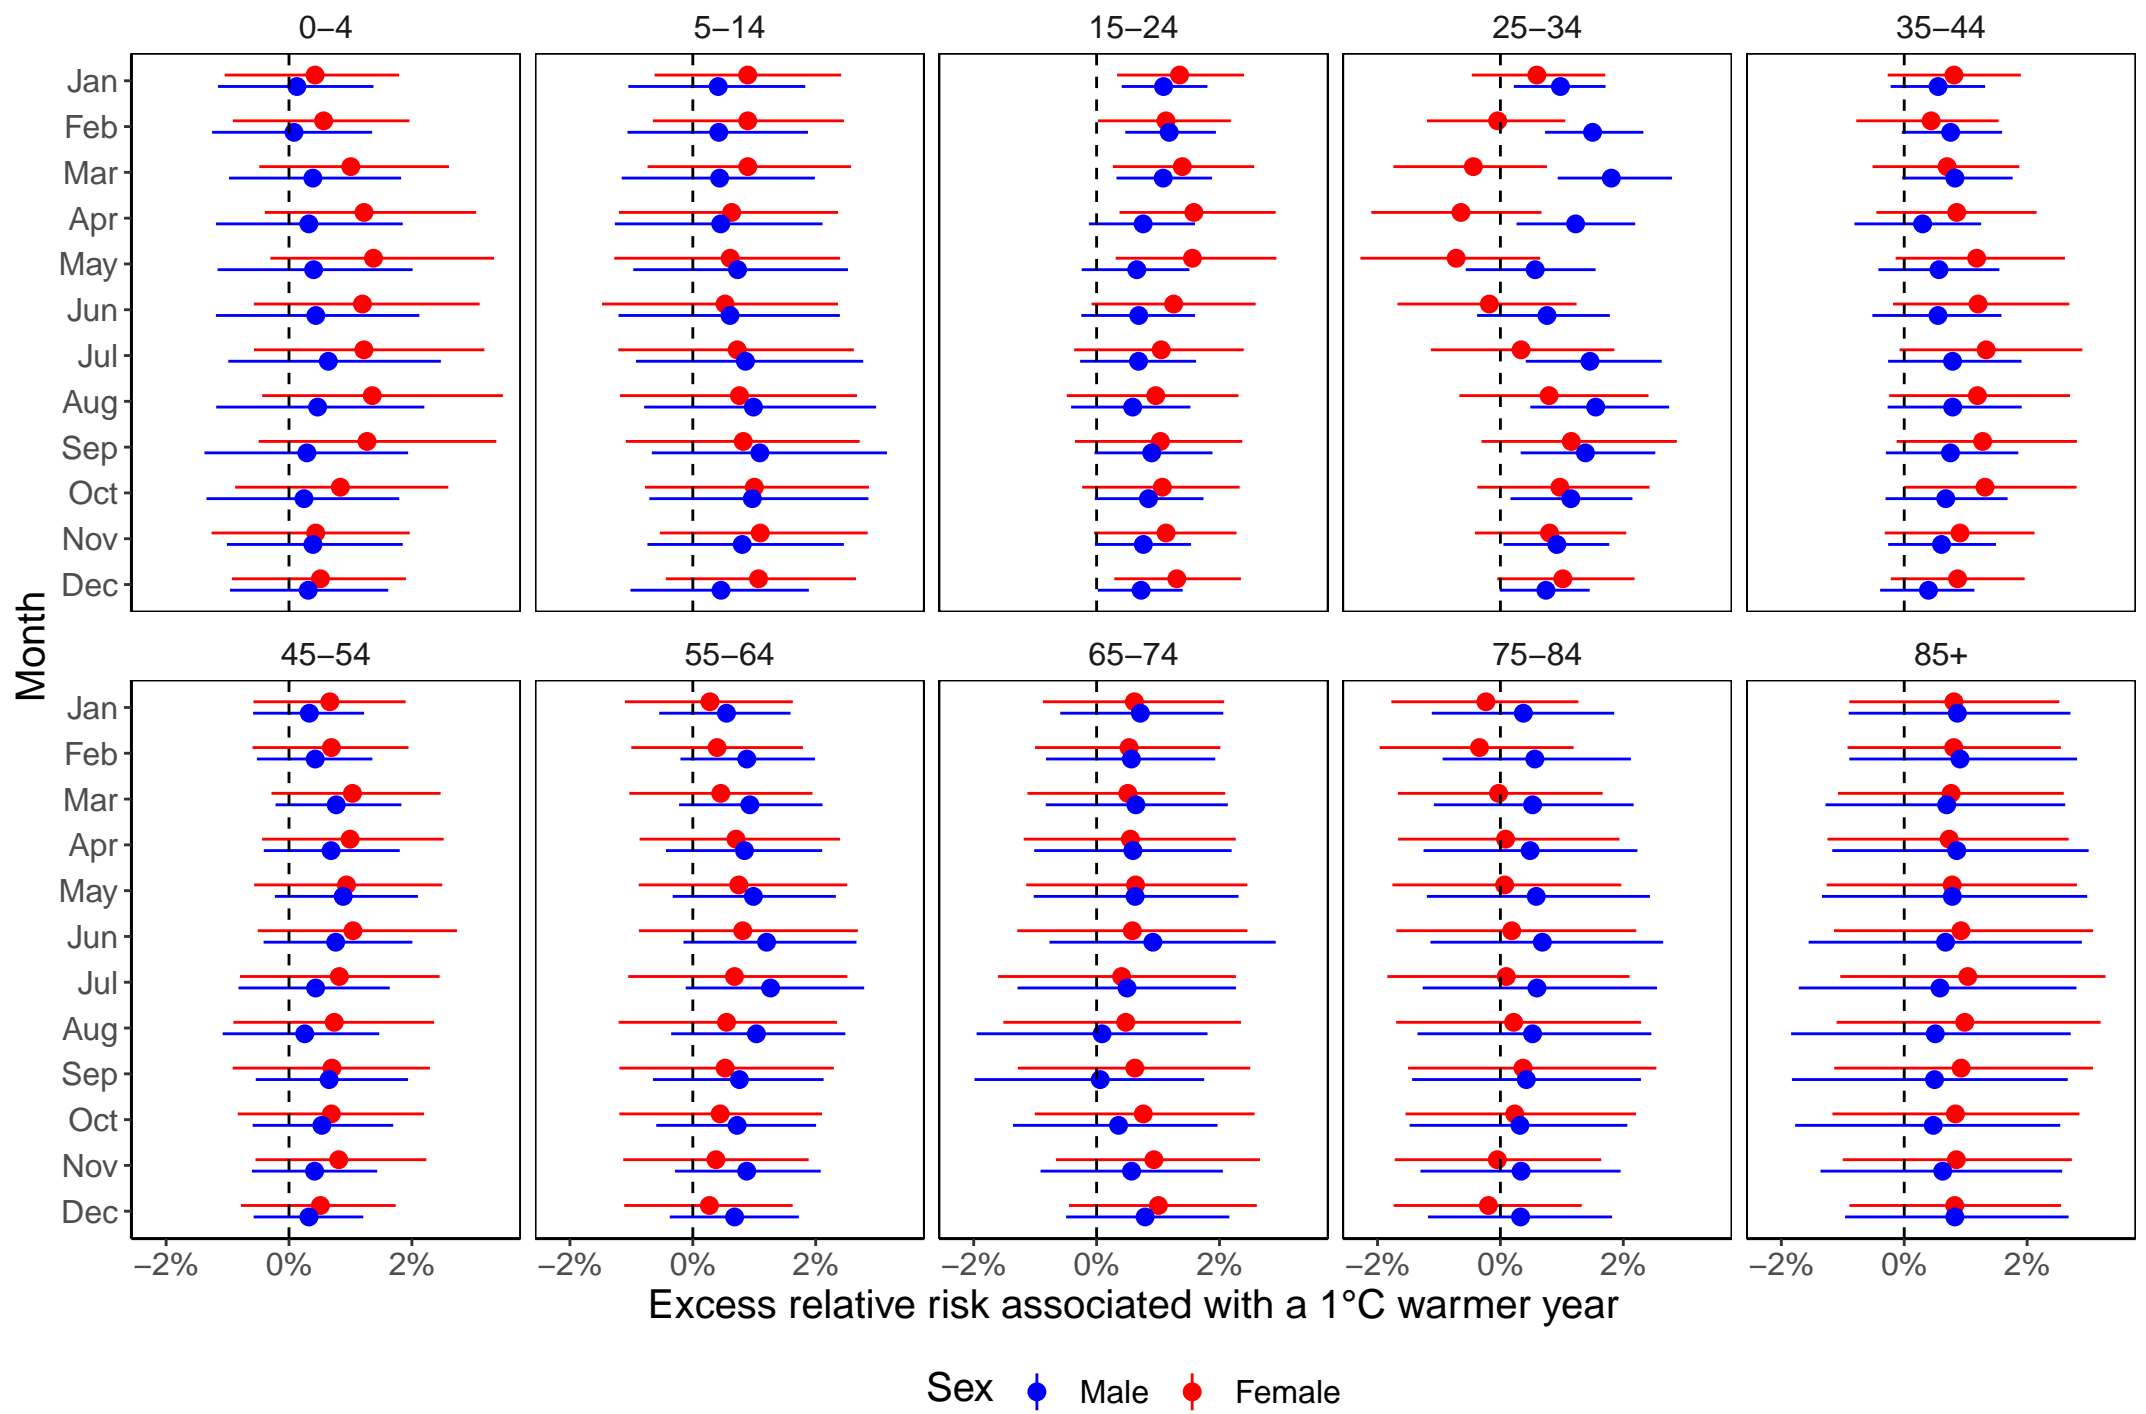 0–4 5–14 15–24 25–34 35–44
Jan
Feb
Mar
Apr
May
Jun
Jul
Aug
Sep
Oct
Nov
Dec
Month
45–54 55–64 65–74 75–84 85+
Jan
Feb
Mar
Apr
May
Jun
Jul
Aug
Sep
Oct
Nov
Dec
−2% 0% 2% −2% 0% 2% −2% 0% 2% −2% 0% 2% −2% 0% 2%
Excess relative risk associated with a 1°C warmer year
Sex Male Female